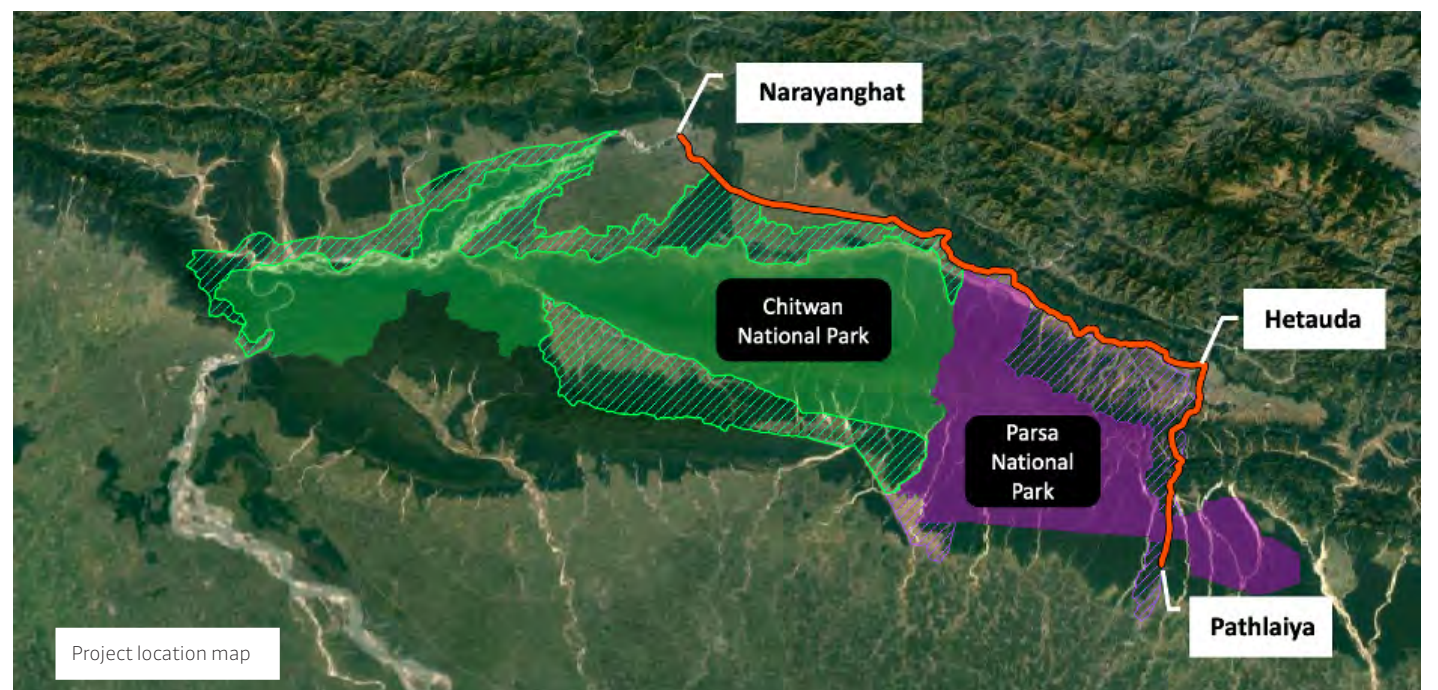 Narayanghat
Chitwan
National Park
Hetauda
Parsa
National
Park
Pathlaiya
Project location map